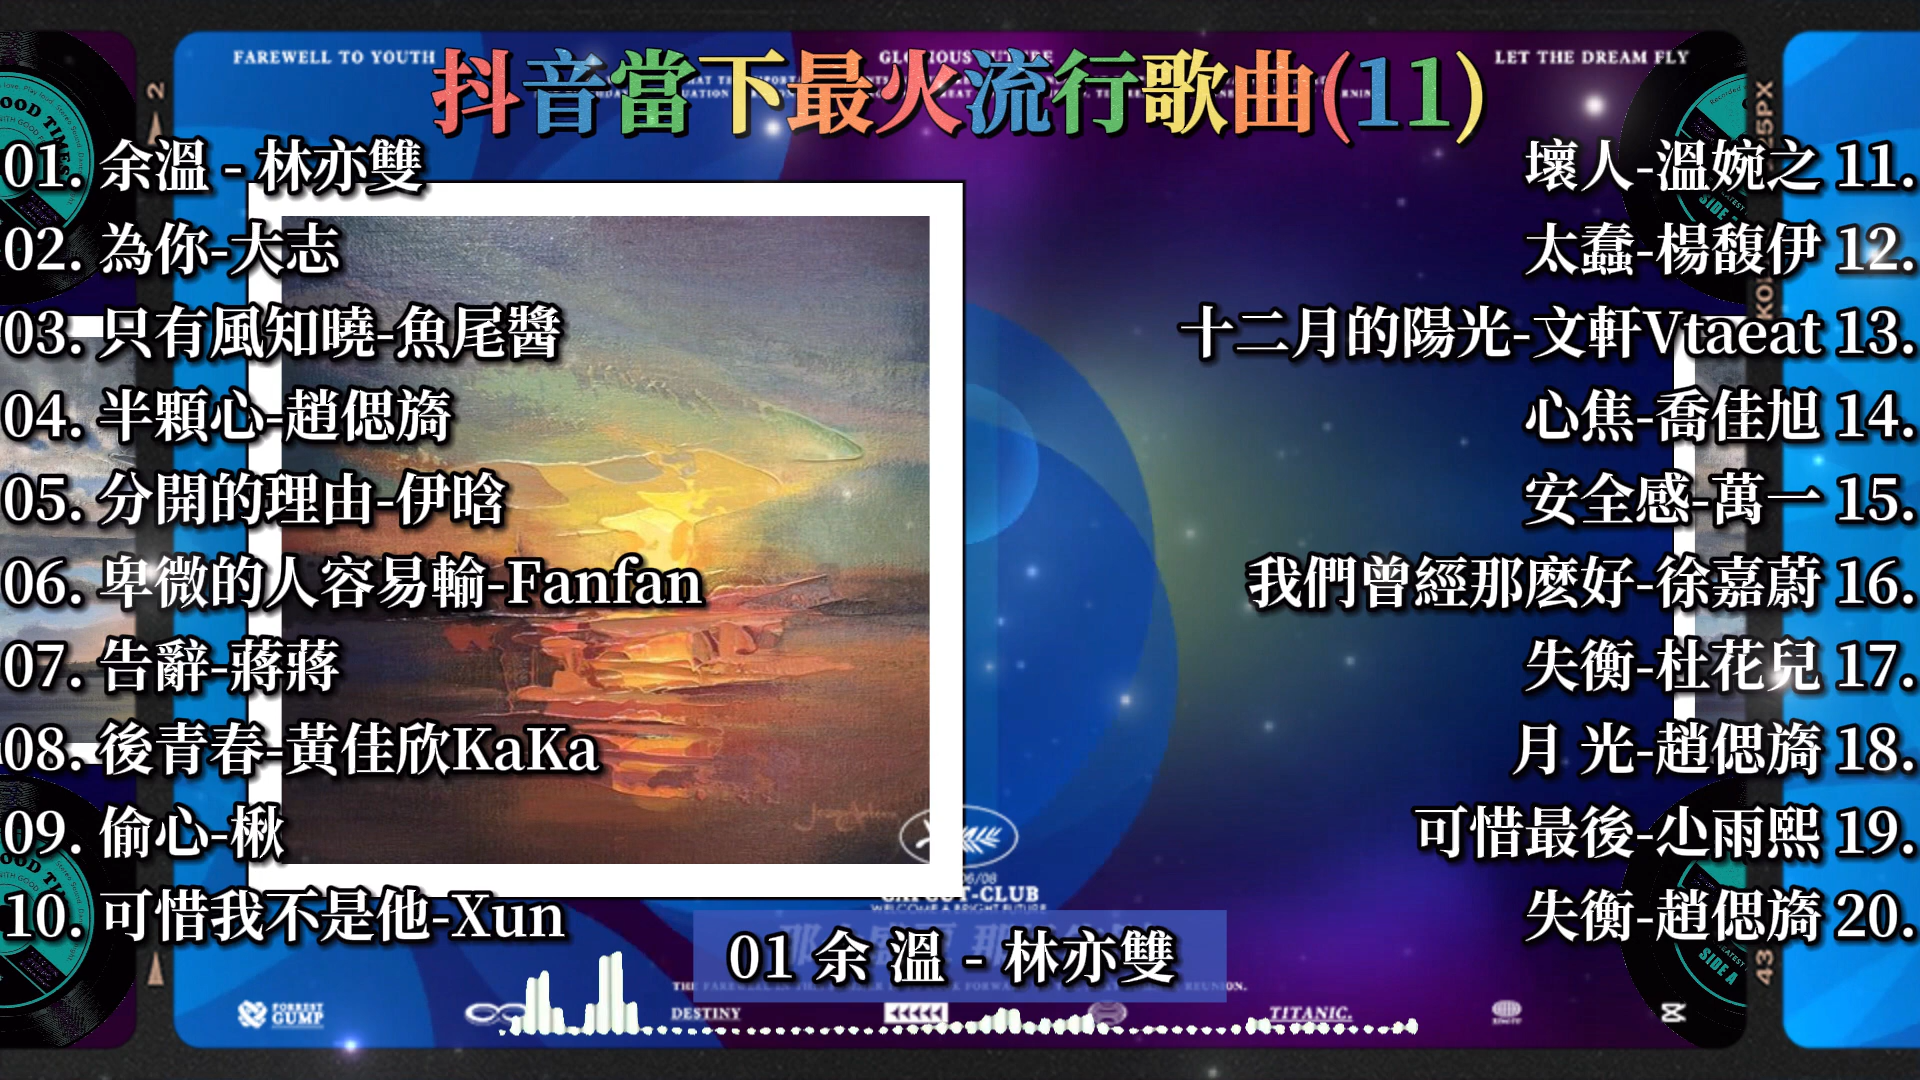 FAREWELL TO YOUTH
LET THE DREAM FLY
抖音當下最火流行歌曲(11)
01. 余溫 - 林亦雙
02. 為你-大志
03. 只有風知曉-魚尾醬
04. 半顆心-趙偲旖
05. 分開的理由-伊晗
06. 卑微的人容易輸-Fanfan
07. 告辭-蔣蔣
08. 後青春-黃佳欣KaKa
09. 偷心-楸
10. 可惜我不是他-Xun
壞人-溫婉之 11.
太蠢-楊馥伊 12.
十二月的陽光-文軒Vtaeat 13.
心焦-喬佳旭 14.
安全感-萬一 15.
我們曾經那麽好-徐嘉蔚 16.
失衡-杜花兒 17.
月 光-趙偲旖 18.
可惜最後-尐雨熙 19.
失衡-趙偲旖 20.
01 余 溫 - 林亦雙
FORREST
GUMP
DESTINY
TITANIC.
SIDE A
43
2